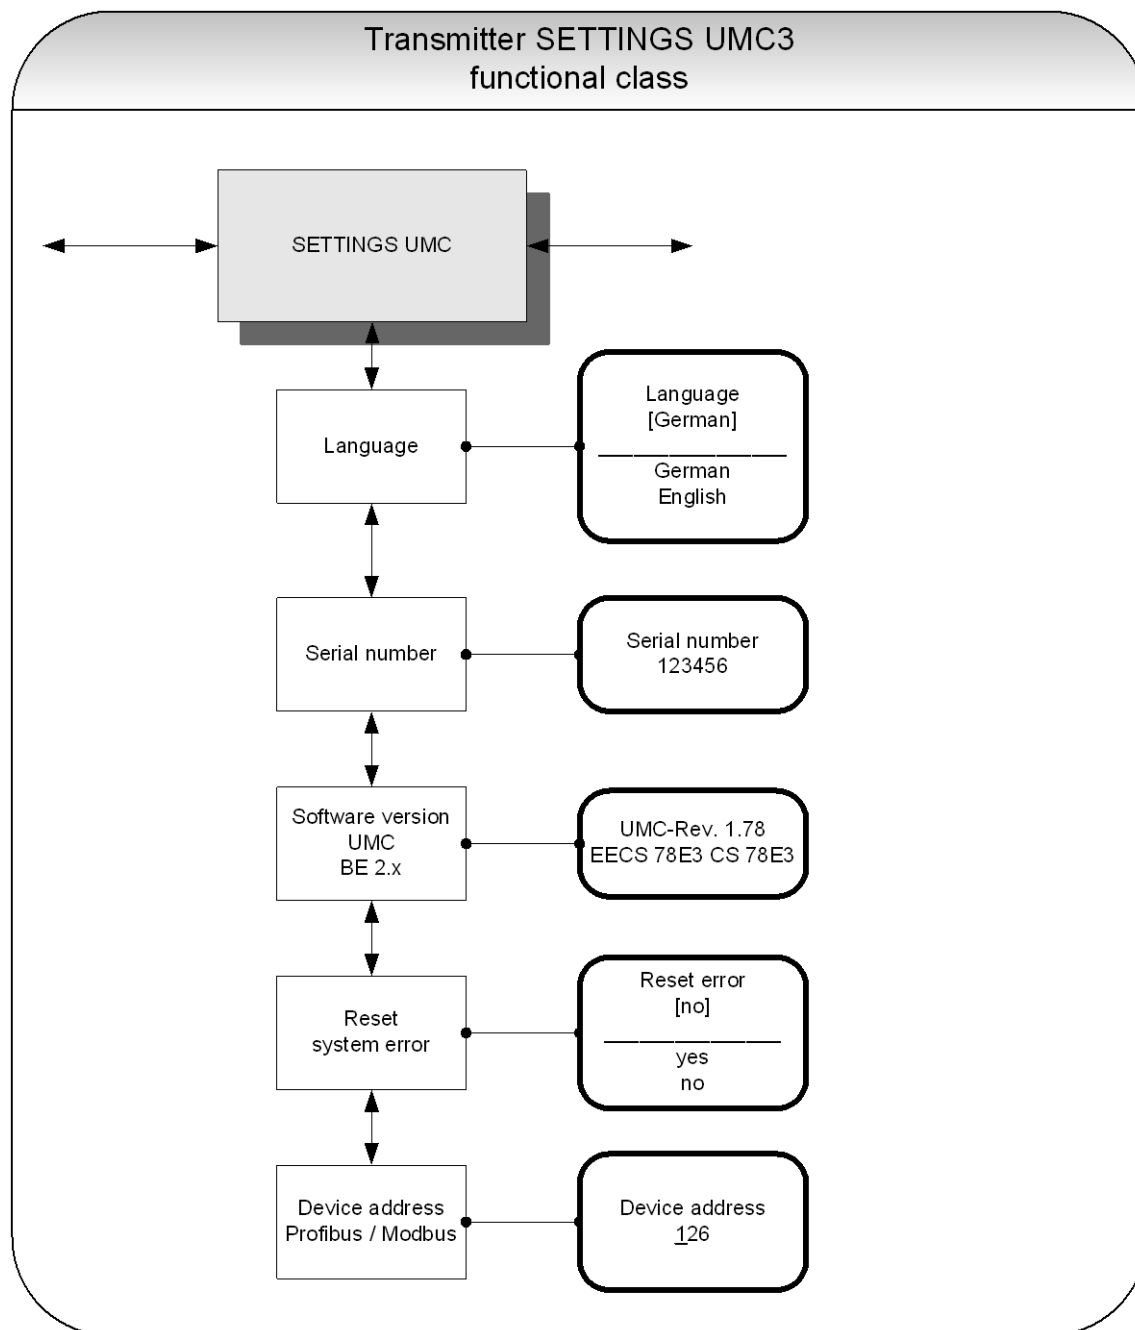 Transmitter SETTINGS UMC3
functional class
SETTINGS UMC
Language
Language
[German]
German
English
Serial number
Serial number
123456
Software version
UMC
BE 2.x
UMC-Rev. 1.78
EECS 78E3 CS 78E3
Reset
system error
Reset error
[no]
yes
no
Device address
Profibus / Modbus
Device address
126